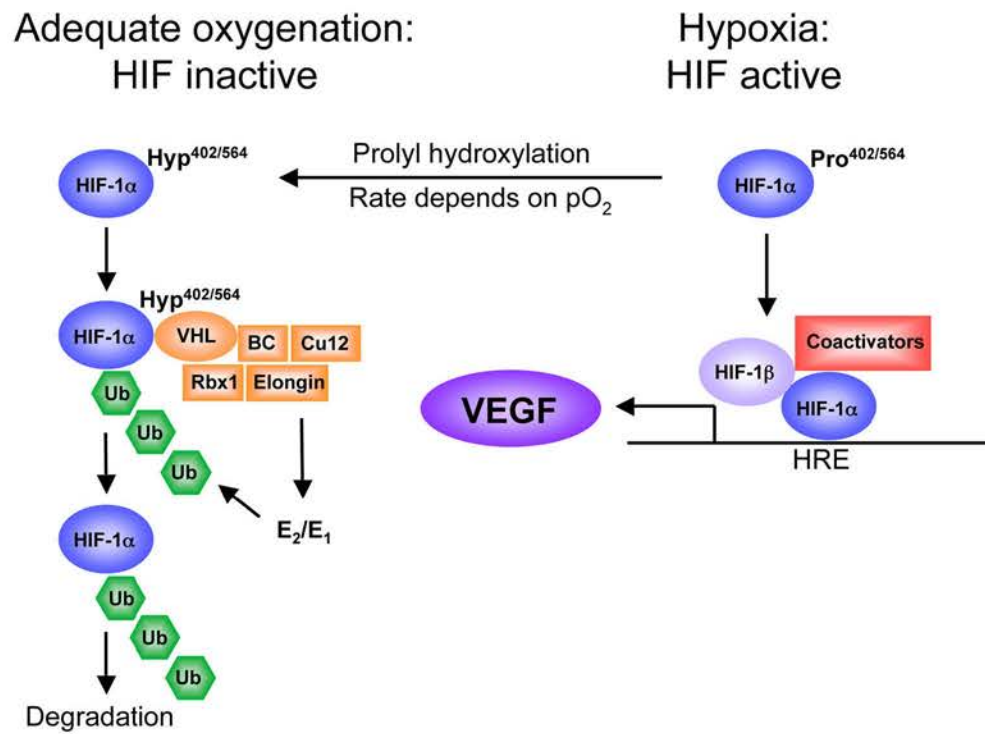 Adequate oxygenation:
HIF inactive
Hypoxia:
HIF active
HIF-1α
Hyp402/564
Prolyl hydroxylation
Rate depends on pO2
HIF-1α
Pro402/564
Hyp402/564
HIF-1α
VHL
BC
Cu12
Rbx1
Elongin
Ub
Ub
Ub
E2/E1
HIF-1α
Ub
Ub
Ub
Degradation
VEGF
HIF-1β
Coactivators
HIF-1α
HRE